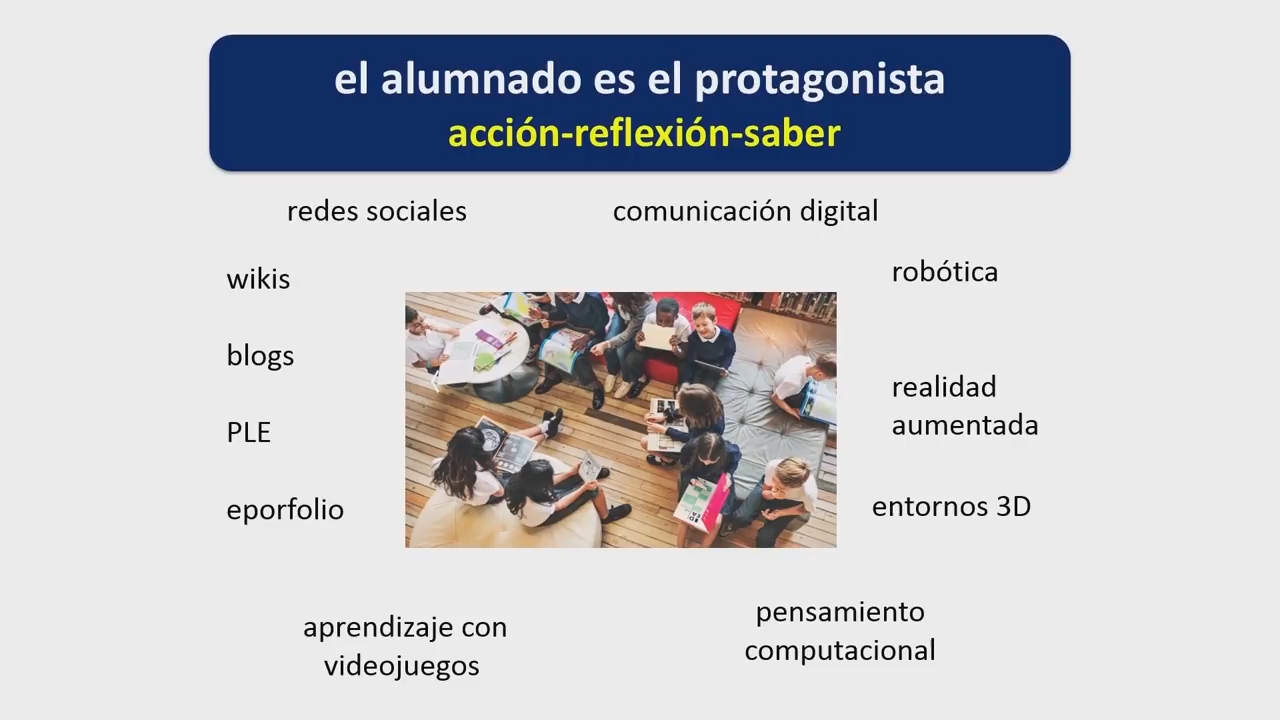 el alumnado es el protagonista
acción-reflexión-saber
redes sociales
comunicación digital
wikis
robótica
blogs
realidad
aumentada
PLE
eporfolio
entornos 3D
aprendizaje con
videojuegos
pensamiento
computacional